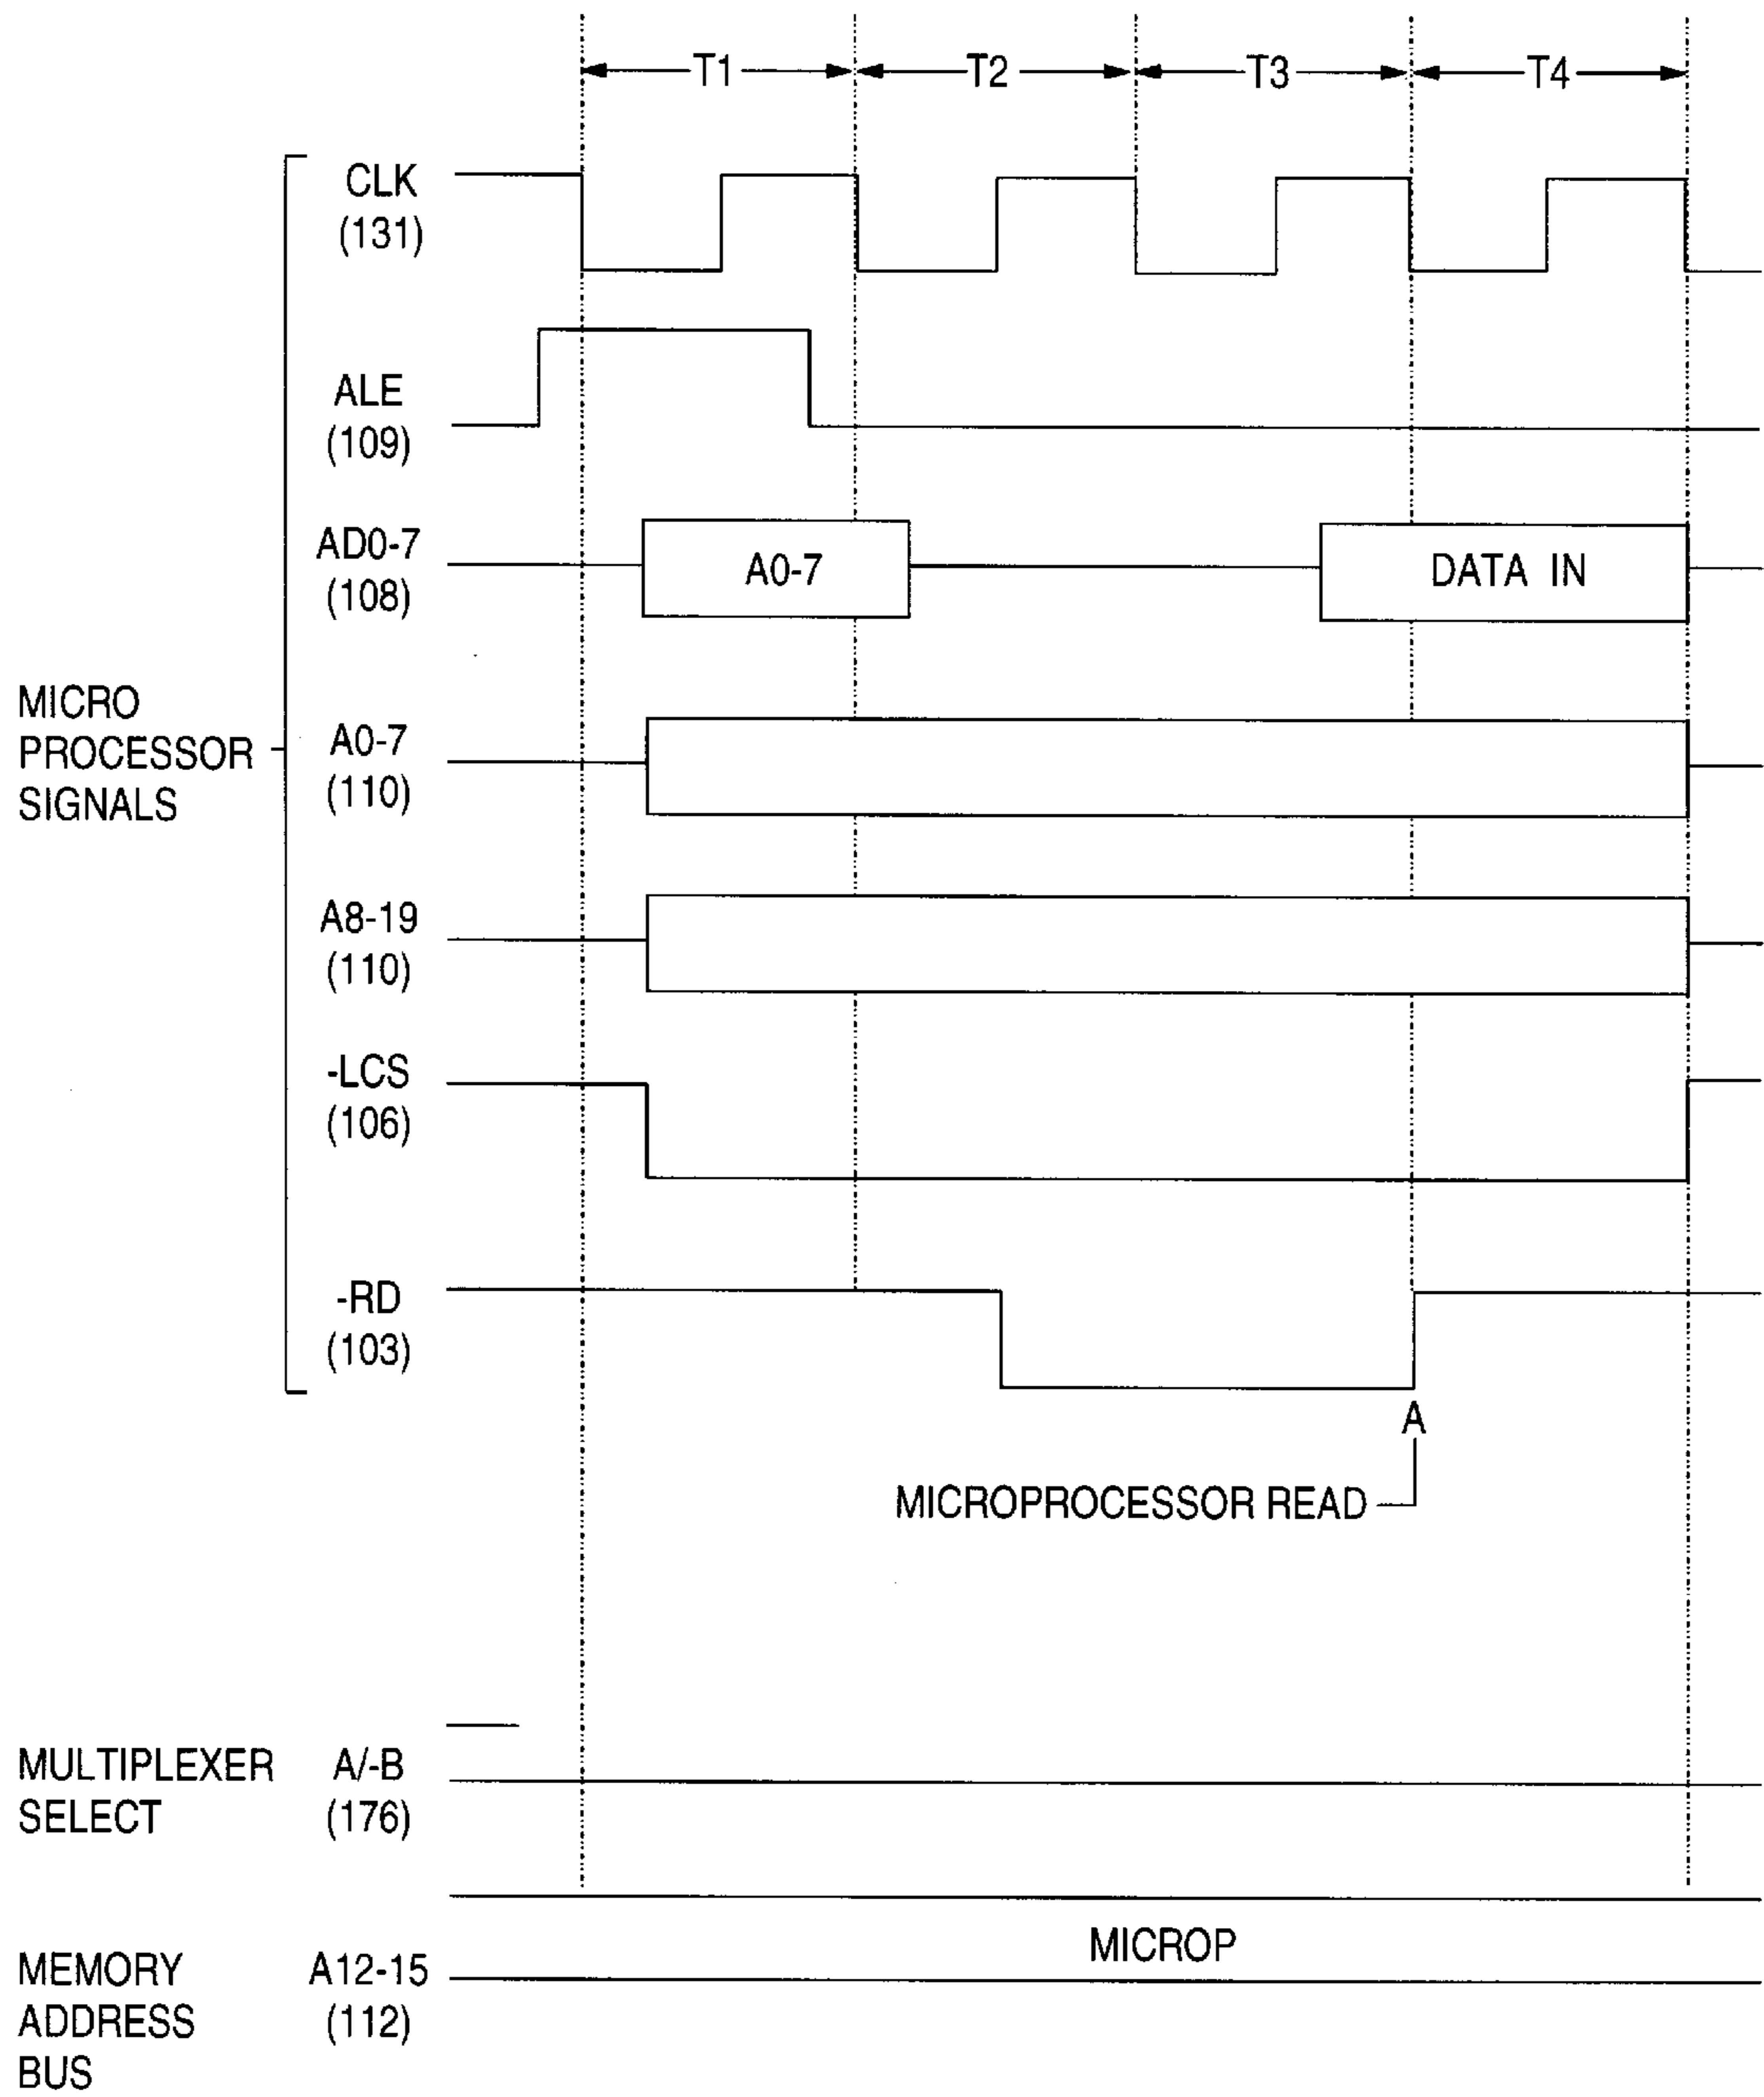 T1 T2 T3 T4
CLK
(131)
ALE
(109)
AD0-7
(108)
A0-7
DATA IN
MICRO
PROCESSOR
SIGNALS
A0-7
(110)
A8-19
(110)
-LCS
(106)
-RD
(103)
A
MICROPROCESSOR READ
MULTIPLEXER
SELECT
A/-B
(176)
MICROP
MEMORY
ADDRESS
BUS
A12-15
(112)